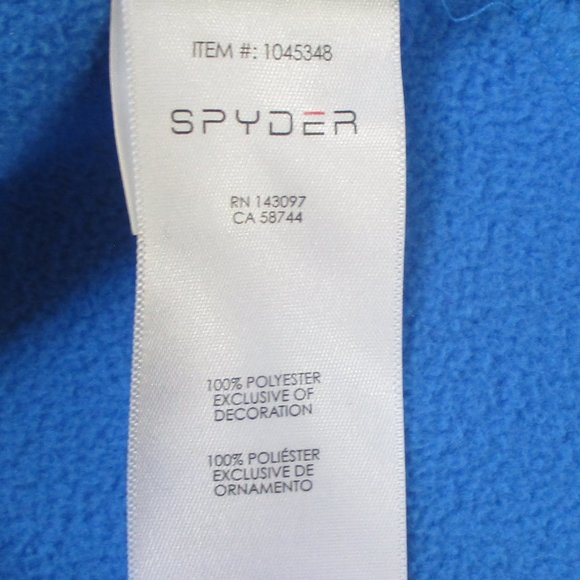 ITEM #: 1045348
SPYDER
RN 143097
CA 58744
100% POLYESTER
EXCLUSIVE OF
DECORATION
100% POLIÉSTER
EXCLUSIVE DE
ORNAMENTO